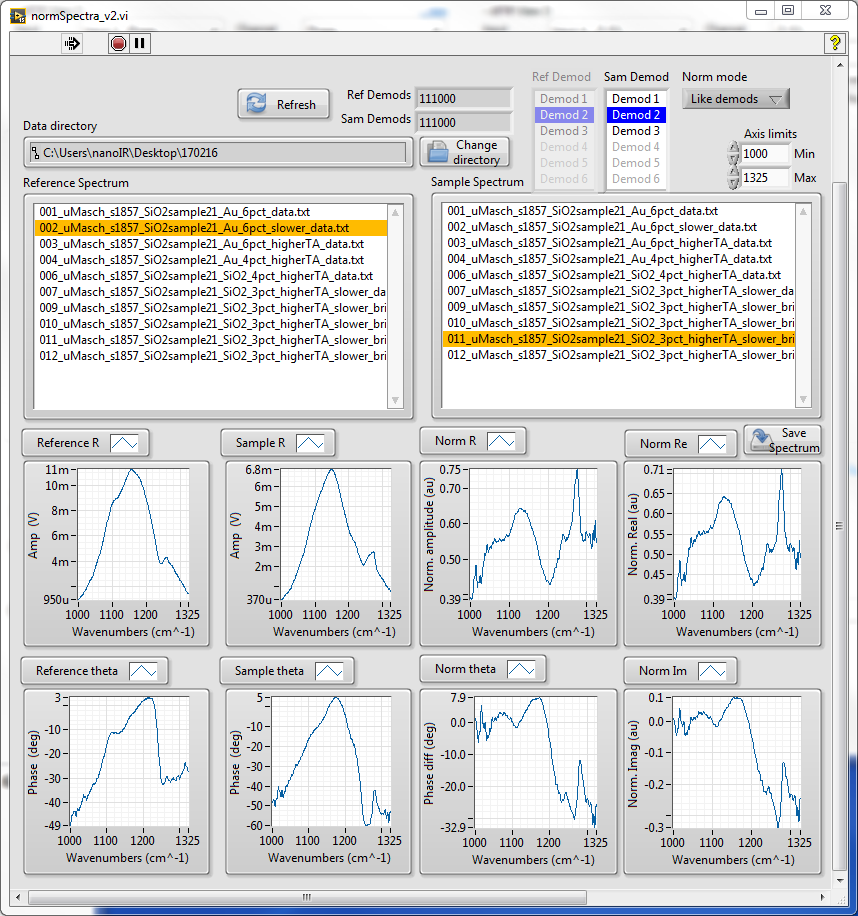 normSpectra_v2.vi
?
Refresh
Ref Demods 111000
Sam Demods 111000
Ref Demod
Demod 1
Demod 2
Demod 3
Demod 4
Demod 5
Demod 6
Sam Demod
Demod 1
Demod 2
Demod 3
Demod 4
Demod 5
Demod 6
Norm mode
Like demods
Axis limits
1000 Min
1325 Max
Data directory
C:\Users\nanoIR\Desktop\170216
Change
directory
Reference Spectrum
001_uMasch_s1857_SiO2sample21_Au_6pct_data.txt
002_uMasch_s1857_SiO2sample21_Au_6pct_slower_data.txt
003_uMasch_s1857_SiO2sample21_Au_6pct_higherTA_data.txt
004_uMasch_s1857_SiO2sample21_Au_4pct_higherTA_data.txt
006_uMasch_s1857_SiO2sample21_SiO2_4pct_higherTA_data.txt
007_uMasch_s1857_SiO2sample21_SiO2_3pct_higherTA_slower_da
009_uMasch_s1857_SiO2sample21_SiO2_3pct_higherTA_slower_bri
010_uMasch_s1857_SiO2sample21_SiO2_3pct_higherTA_slower_bri
011_uMasch_s1857_SiO2sample21_SiO2_3pct_higherTA_slower_bri
012_uMasch_s1857_SiO2sample21_SiO2_3pct_higherTA_slower_bri
Sample Spectrum
001_uMasch_s1857_SiO2sample21_Au_6pct_data.txt
002_uMasch_s1857_SiO2sample21_Au_6pct_slower_data.txt
003_uMasch_s1857_SiO2sample21_Au_6pct_higherTA_data.txt
004_uMasch_s1857_SiO2sample21_Au_4pct_higherTA_data.txt
006_uMasch_s1857_SiO2sample21_SiO2_4pct_higherTA_data.txt
007_uMasch_s1857_SiO2sample21_SiO2_3pct_higherTA_slower_da
009_uMasch_s1857_SiO2sample21_SiO2_3pct_higherTA_slower_bri
010_uMasch_s1857_SiO2sample21_SiO2_3pct_higherTA_slower_bri
011_uMasch_s1857_SiO2sample21_SiO2_3pct_higherTA_slower_bri
012_uMasch_s1857_SiO2sample21_SiO2_3pct_higherTA_slower_bri
Reference R
11m
10m
8m
6m
4m
950u
Amp (V)
1000 1100 1200 1325
Wavenumbers (cm^-1)
Sample R
6.8m
6m
5m
4m
3m
2m
370u
Amp (V)
1000 1100 1200 1325
Wavenumbers (cm^-1)
Norm R
0.75
0.70
0.60
0.50
0.39
Norm. amplitude (au)
1000 1100 1200 1325
Wavenumbers (cm^-1)
Norm Re
Save
Spectrum
0.71
0.65
0.60
0.55
0.50
0.45
0.39
Norm. Real (au)
1000 1100 1200 1325
Wavenumbers (cm^-1)
Reference theta
3
-10
-20
-30
-40
-49
Phase (deg)
1000 1100 1200 1325
Wavenumbers (cm^-1)
Sample theta
5
-10
-20
-30
-40
-50
-60
Phase (deg)
1000 1100 1200 1325
Wavenumbers (cm^-1)
Norm theta
7.9
0.0
-10.0
-20.0
-32.9
Phase diff (deg)
1000 1100 1200 1325
Wavenumbers (cm^-1)
Norm Im
0.1
0.0
-0.1
-0.2
-0.3
Norm. Imag (au)
1000 1100 1200 1325
Wavenumbers (cm^-1)